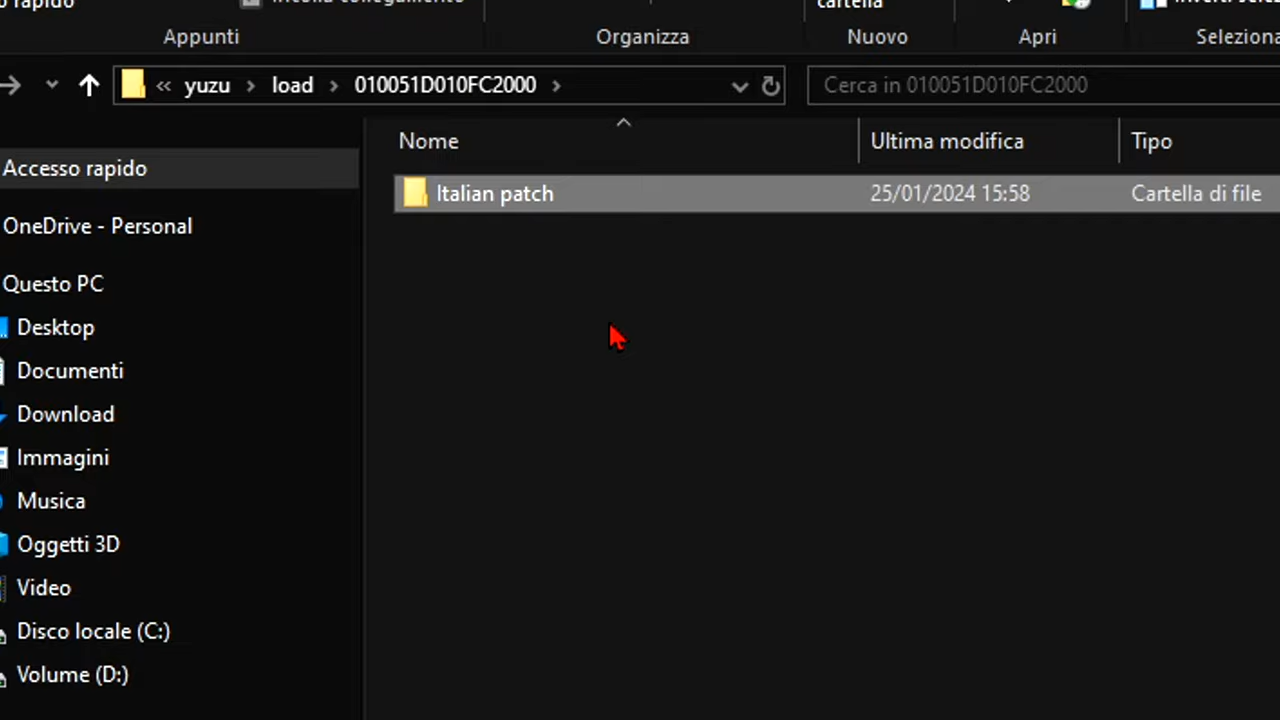 rapido
cartella
Appunti
Organizza
Nuovo
Apri
yuzu
load
010051D010FC2000
Cerca in 010051D010FC2000
Nome
Ultima modifica
Tipo
Accesso rapido
Italian patch
25/01/2024 15:58
Cartella di file
OneDrive - Personal
Questo PC
Desktop
Documenti
Download
Immagini
Musica
Oggetti 3D
Video
Disco locale (C:)
Volume (D:)